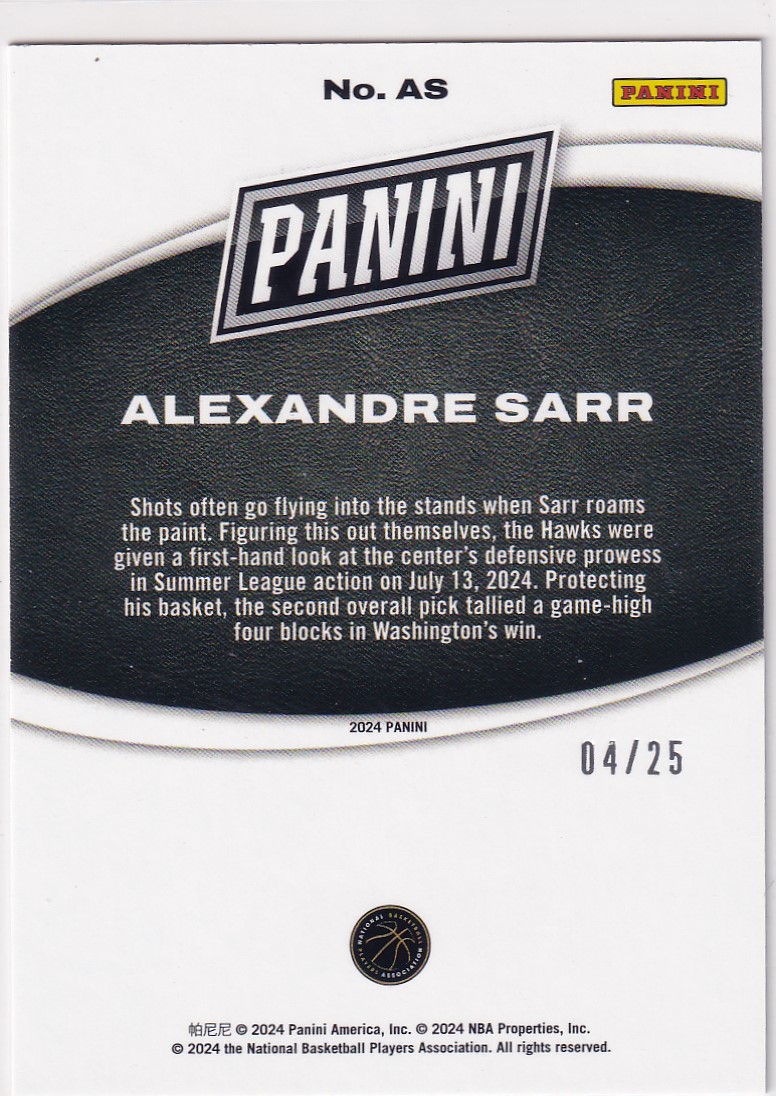 No. AS
PANINI
PANINI
ALEXANDRE SARR
Shots often go flying into the stands when Sarr roams
the paint. Figuring this out themselves, the Hawks were
given a first-hand look at the center's defensive prowess
in Summer League action on July 13, 2024. Protecting
his basket, the second overall pick tallied a game-high
four blocks in Washington's win.
2024 PANINI
04/25
NATIONAL BASKETBALL
PLAYERS ASSOCIATION
帕尼尼 © 2024 Panini America, Inc. © 2024 NBA Properties, Inc.
© 2024 the National Basketball Players Association. All rights reserved.